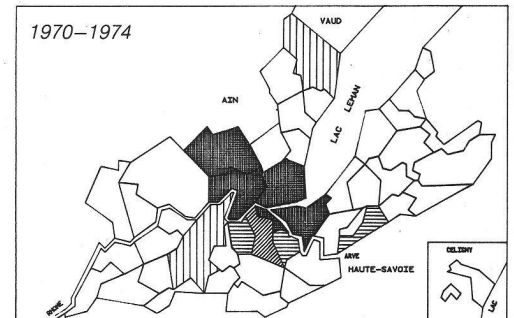 1970–1974
VAUD
AIN
LAC LEMAN
ARVE
HAUTE-SAVOIE
RHONE
CELIGNY
LAC